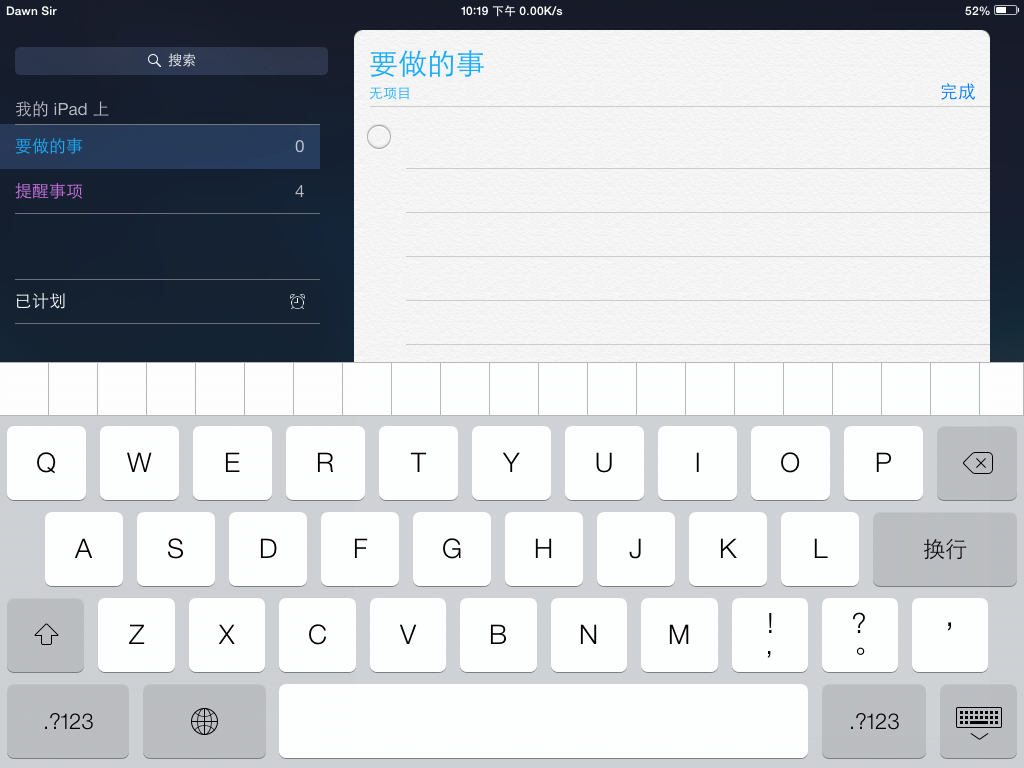 Dawn Sir 10:19 下午 0.00K/s 52%
搜索
我的 iPad 上
要做的事 0
提醒事项 4
已计划
要做的事
无项目 完成
Q W E R T Y U I O P
A S D F G H J K L 换行
Z X C V B N M ! , ? 。 ’
.?123 .?123